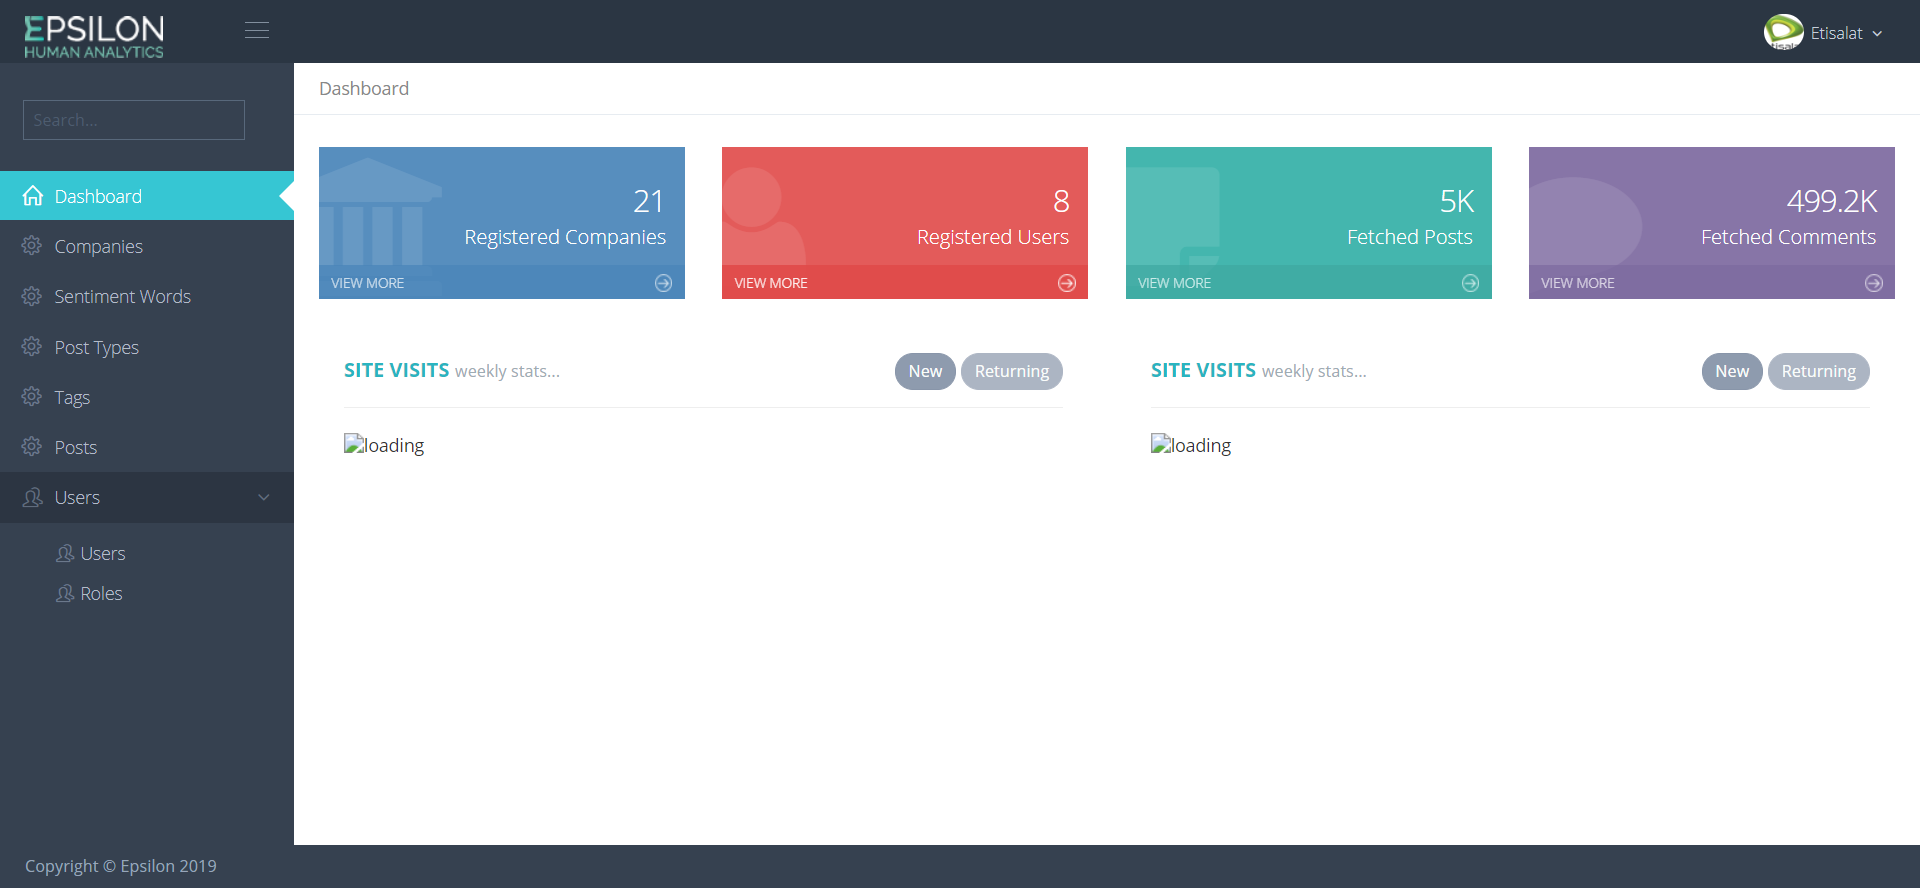 EPSILON
HUMAN ANALYTICS
Etisalat
Search...
Dashboard
Companies
Sentiment Words
Post Types
Tags
Posts
Users
Users
Roles
Dashboard
21
Registered Companies
VIEW MORE
8
Registered Users
VIEW MORE
5K
Fetched Posts
VIEW MORE
499.2K
Fetched Comments
VIEW MORE
SITE VISITS weekly stats...
New Returning
loading
SITE VISITS weekly stats...
New Returning
loading
Copyright © Epsilon 2019